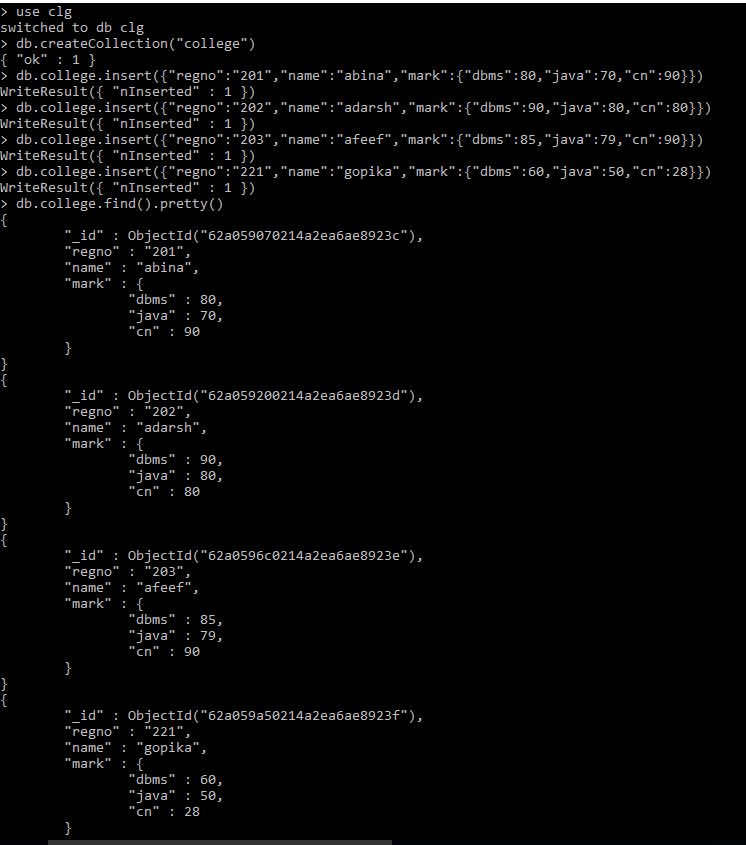 > use clg
switched to db clg
> db.createCollection("college")
{ "ok" : 1 }
> db.college.insert({"regno":"201","name":"abina","mark":{"dbms":80,"java":70,"cn":90}})
WriteResult({ "nInserted" : 1 })
> db.college.insert({"regno":"202","name":"adarsh","mark":{"dbms":90,"java":80,"cn":80}})
WriteResult({ "nInserted" : 1 })
> db.college.insert({"regno":"203","name":"afeef","mark":{"dbms":85,"java":79,"cn":90}})
WriteResult({ "nInserted" : 1 })
> db.college.insert({"regno":"221","name":"gopika","mark":{"dbms":60,"java":50,"cn":28}})
WriteResult({ "nInserted" : 1 })
> db.college.find().pretty()
{
        "_id" : ObjectId("62a059070214a2ea6ae8923c"),
        "regno" : "201",
        "name" : "abina",
        "mark" : {
                "dbms" : 80,
                "java" : 70,
                "cn" : 90
        }
}
{
        "_id" : ObjectId("62a059200214a2ea6ae8923d"),
        "regno" : "202",
        "name" : "adarsh",
        "mark" : {
                "dbms" : 90,
                "java" : 80,
                "cn" : 80
        }
}
{
        "_id" : ObjectId("62a0596c0214a2ea6ae8923e"),
        "regno" : "203",
        "name" : "afeef",
        "mark" : {
                "dbms" : 85,
                "java" : 79,
                "cn" : 90
        }
}
{
        "_id" : ObjectId("62a059a50214a2ea6ae8923f"),
        "regno" : "221",
        "name" : "gopika",
        "mark" : {
                "dbms" : 60,
                "java" : 50,
                "cn" : 28
        }